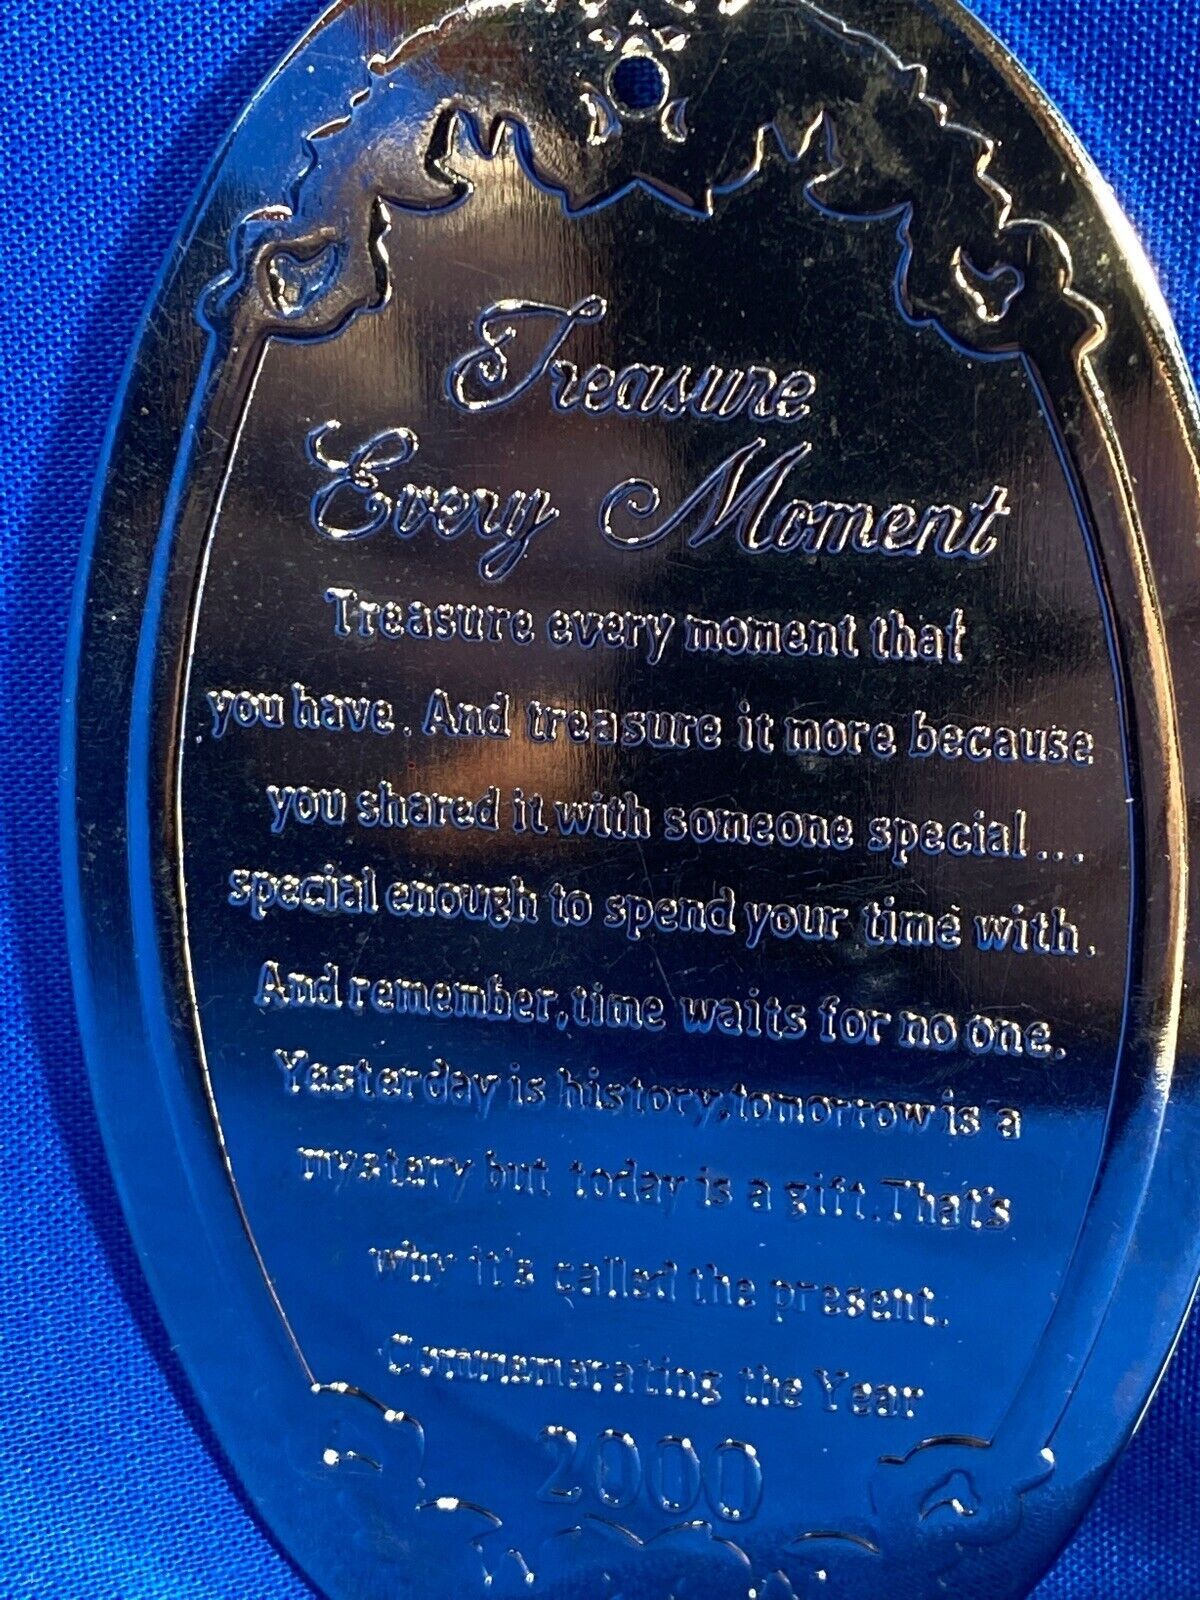 Treasure
Every Moment
Treasure every moment that
you have. And treasure it more because
you shared it with someone special...
special enough to spend your time with.
And remember, time waits for no one.
Yesterday is history, tomorrow is a
mystery but today is a gift. That's
why it's called the present.
Commemorating the Year
2000